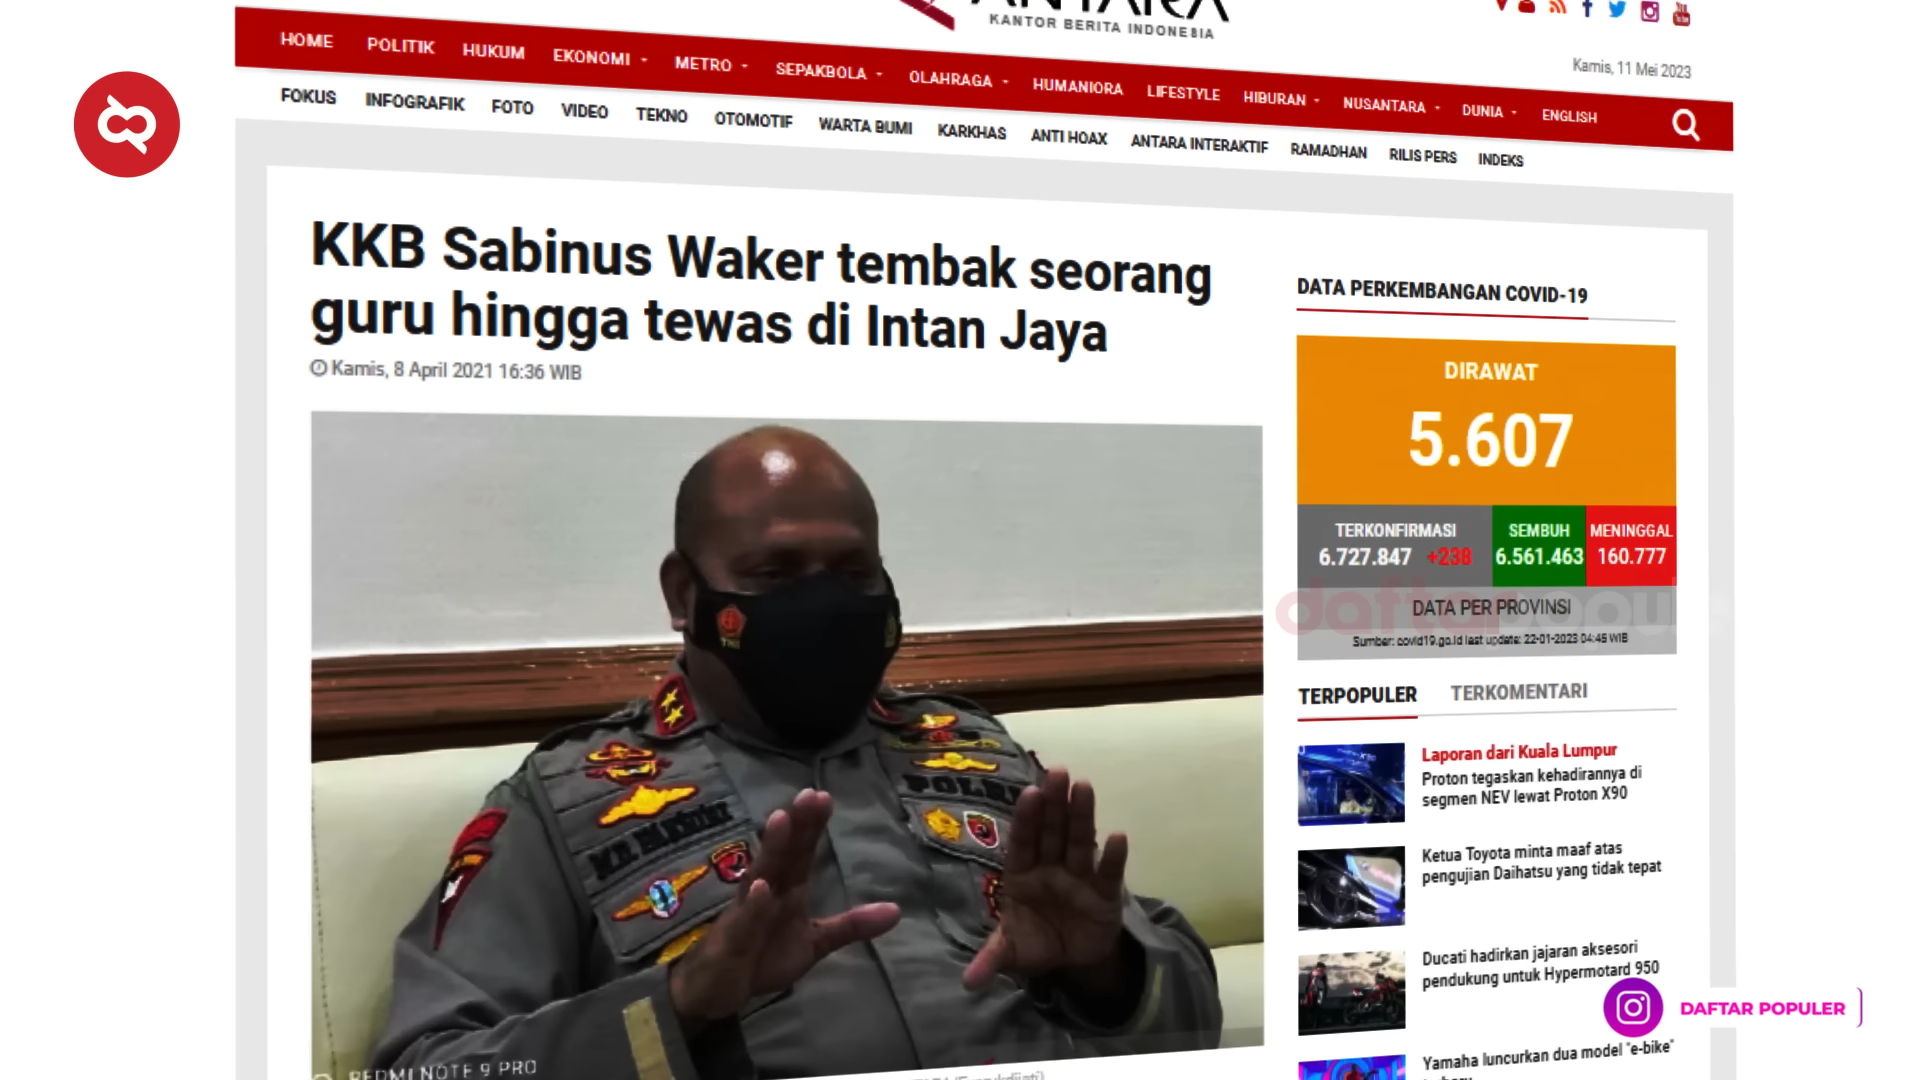 KANTOR BERITA INDONESIA
Kamis, 11 Mei 2023
HOME POLITIK HUKUM EKONOMI METRO SEPAKBOLA OLAHRAGA HUMANIORA LIFESTYLE HIBURAN NUSANTARA DUNIA ENGLISH
FOKUS INFOGRAFIK FOTO VIDEO TEKNO OTOMOTIF WARTA BUMI KARKHAS ANTI HOAX ANTARA INTERAKTIF RAMADHAN RILIS PERS INDEKS
KKB Sabinus Waker tembak seorang
guru hingga tewas di Intan Jaya
Kamis, 8 April 2021 16:36 WIB
TNI
POLRI
REDMI NOTE 9 PRO
DATA PERKEMBANGAN COVID-19
DIRAWAT
5.607
TERKONFIRMASI
6.727.847 +238
SEMBUH
6.561.463
MENINGGAL
160.777
DATA PER PROVINSI
Sumber: covid19.go.id last update: 22-01-2023 04:45 WIB
TERPOPULER TERKOMENTARI
Laporan dari Kuala Lumpur
Proton tegaskan kehadirannya di
segmen NEV lewat Proton X90
Ketua Toyota minta maaf atas
pengujian Daihatsu yang tidak tepat
Ducati hadirkan jajaran aksesori
pendukung untuk Hypermotard 950
Yamaha luncurkan dua model "e-bike"
DAFTAR POPULER